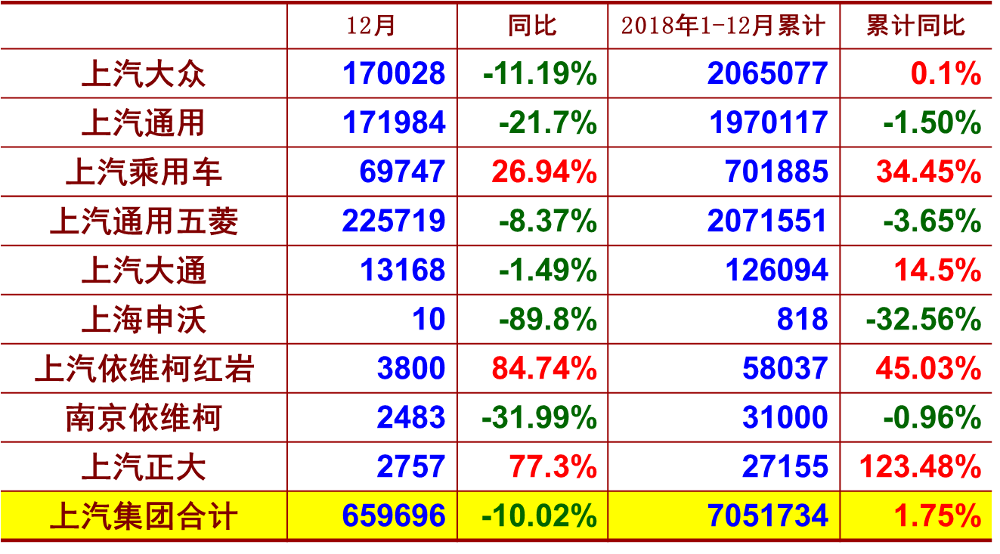 12月 同比 2018年1-12月累计 累计同比
上汽大众 170028 -11.19% 2065077 0.1%
上汽通用 171984 -21.7% 1970117 -1.50%
上汽乘用车 69747 26.94% 701885 34.45%
上汽通用五菱 225719 -8.37% 2071551 -3.65%
上汽大通 13168 -1.49% 126094 14.5%
上海申沃 10 -89.8% 818 -32.56%
上汽依维柯红岩 3800 84.74% 58037 45.03%
南京依维柯 2483 -31.99% 31000 -0.96%
上汽正大 2757 77.3% 27155 123.48%
上汽集团合计 659696 -10.02% 7051734 1.75%